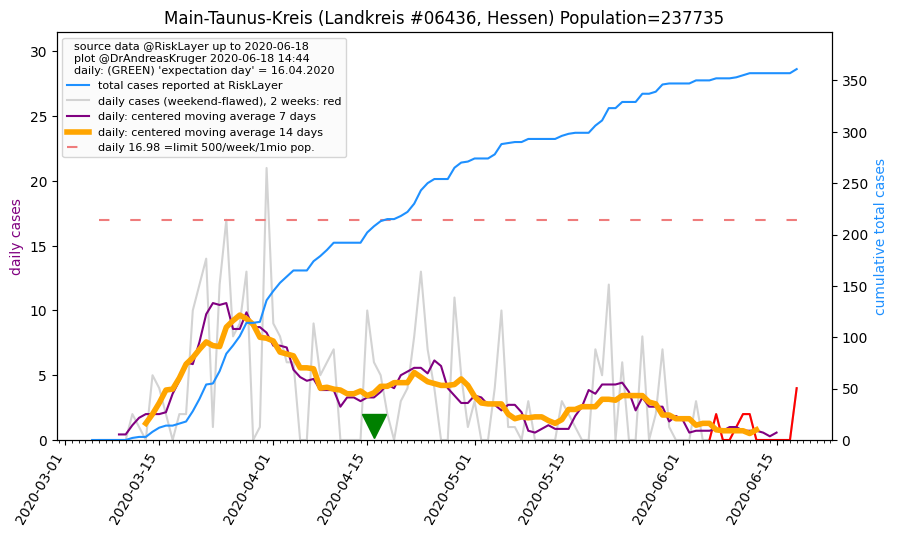 Main-Taunus-Kreis (Landkreis #06436, Hessen) Population=237735
source data @RiskLayer up to 2020-06-18
plot @DrAndreasKruger 2020-06-18 14:44
daily: (GREEN) 'expectation day' = 16.04.2020
total cases reported at RiskLayer
daily cases (weekend-flawed), 2 weeks: red
daily: centered moving average 7 days
daily: centered moving average 14 days
daily 16.98 =limit 500/week/1mio pop.
daily cases
30
25
20
15
10
5
0
cumulative total cases
350
300
250
200
150
100
50
0
2020-03-01
2020-03-15
2020-04-01
2020-04-15
2020-05-01
2020-05-15
2020-06-01
2020-06-15